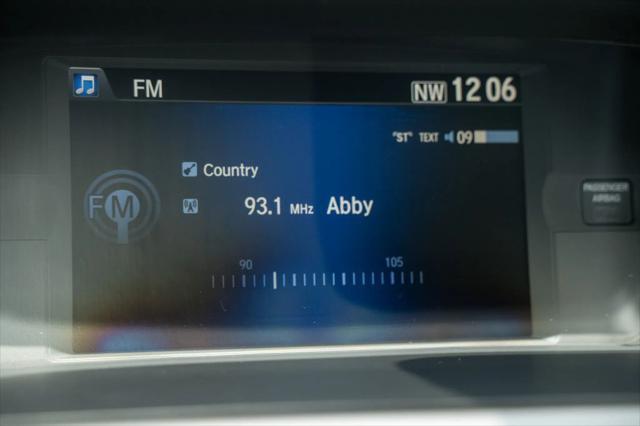 FM NW 12 06
"ST" TEXT 09
Country
FM 93.1 MHz Abby
90 105
PASSENGER
AIRBAG